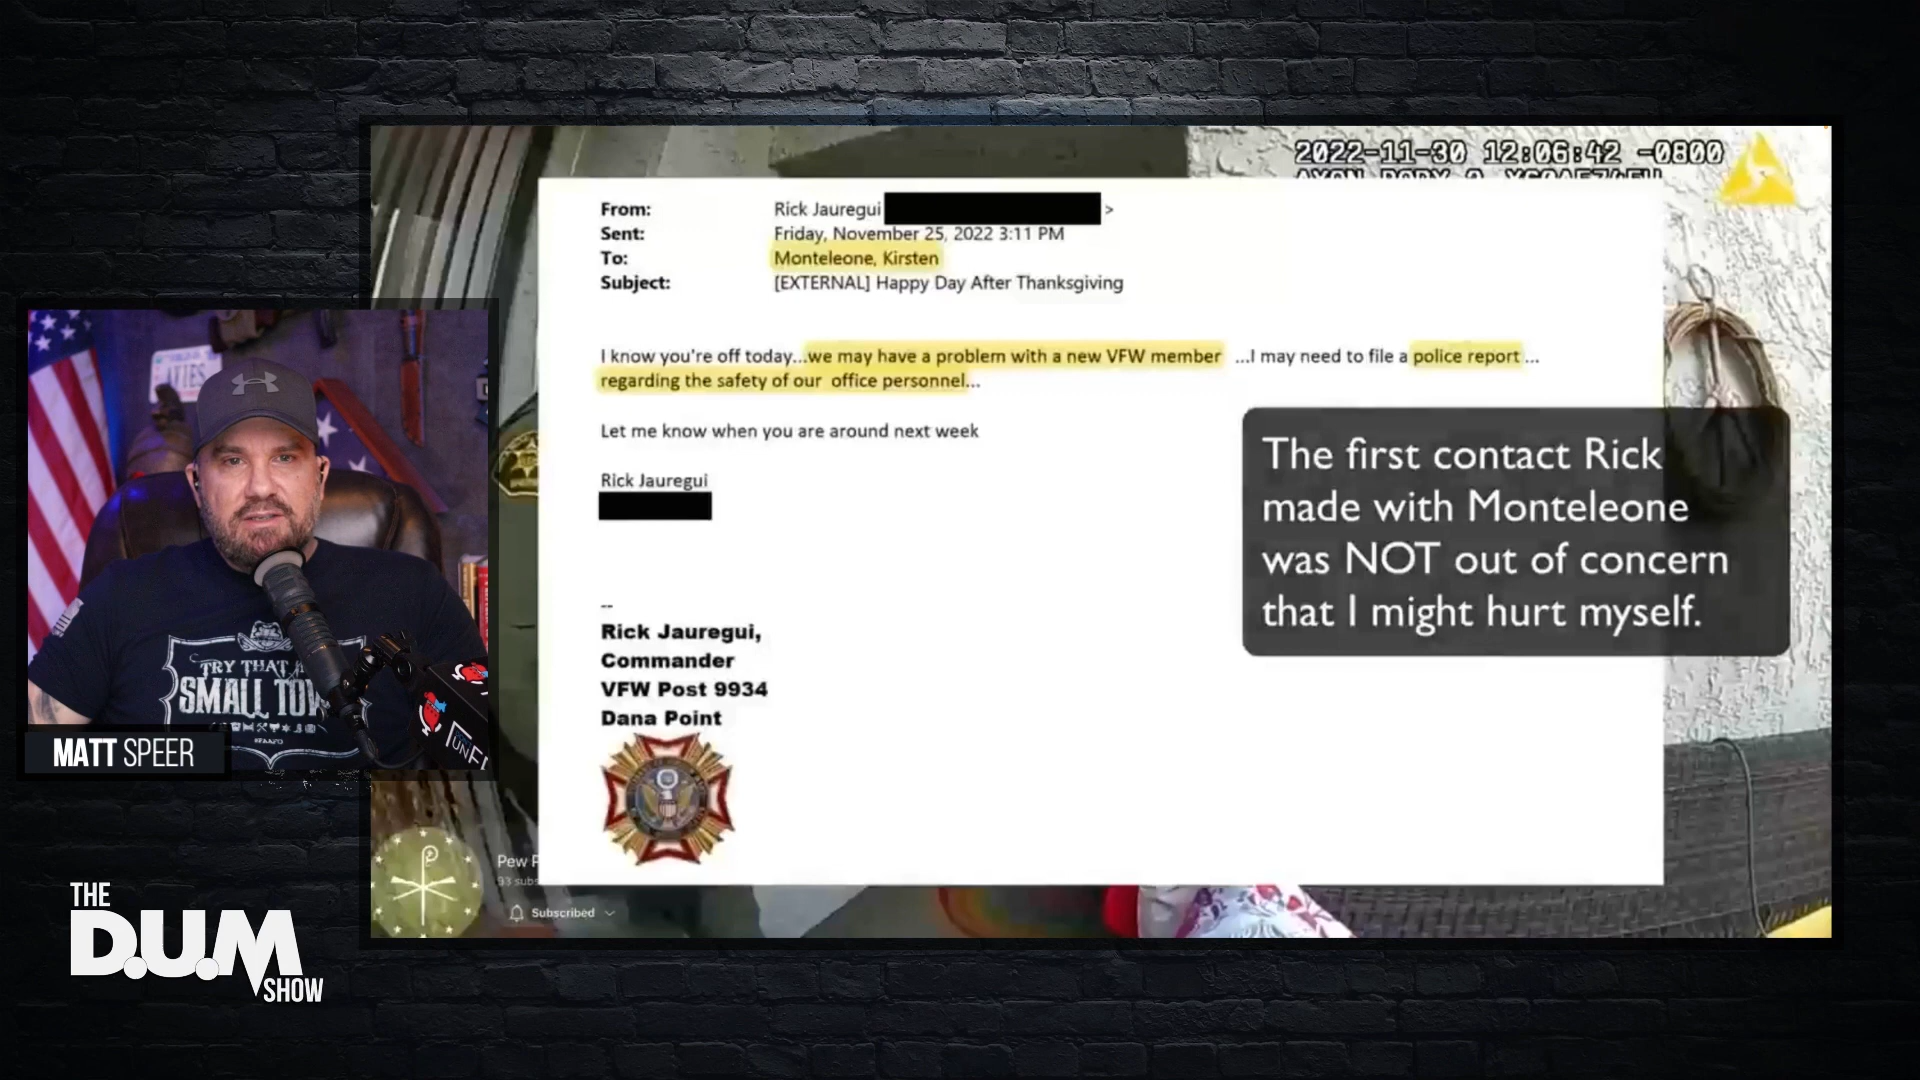 2022-11-30 12:06:42 -0800
From: Rick Jauregui >
Sent: Friday, November 25, 2022 3:11 PM
To: Monteleone, Kirsten
Subject: [EXTERNAL] Happy Day After Thanksgiving
I know you're off today...we may have a problem with a new VFW member ...I may need to file a police report ...
regarding the safety of our office personnel...
Let me know when you are around next week
Rick Jauregui
--
Rick Jauregui,
Commander
VFW Post 9934
Dana Point
The first contact Rick
made with Monteleone
was NOT out of concern
that I might hurt myself.
Pew
93 subs
Subscribed
TRY THAT
SMALL TOW
MATT SPEER
THE
D.U.M
SHOW